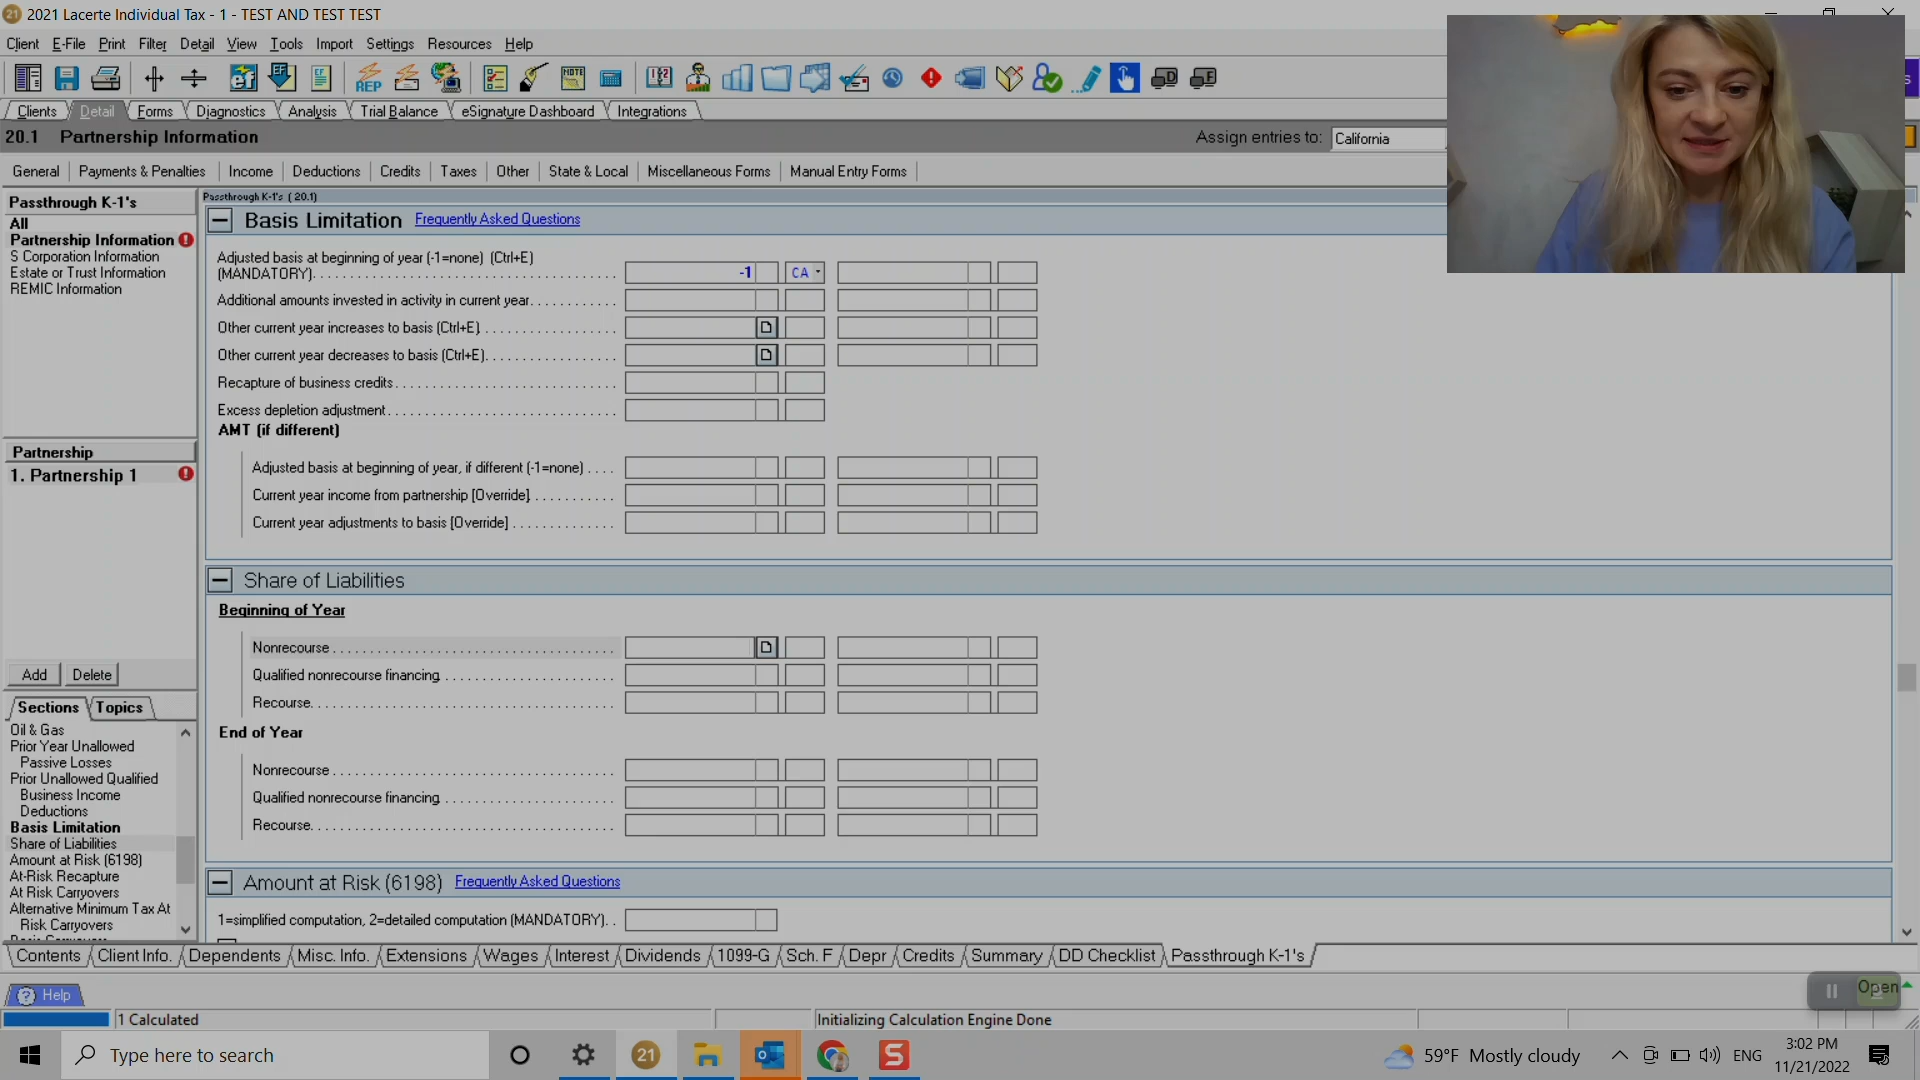 2021 Lacerte Individual Tax - 1 - TEST AND TEST TEST
Client E-File Print Filter Detail View Tools Import Settings Resources Help
Clients Detail Forms Diagnostics Analysis Trial Balance eSignature Dashboard Integrations
20.1 Partnership Information Assign entries to: California
General Payments & Penalties Income Deductions Credits Taxes Other State & Local Miscellaneous Forms Manual Entry Forms
Passthrough K-1's
All
Partnership Information
S Corporation Information
Estate or Trust Information
REMIC Information
Partnership
1. Partnership 1
Add Delete
Sections Topics
Oil & Gas
Prior Year Unallowed
Passive Losses
Prior Unallowed Qualified
Business Income
Deductions
Basis Limitation
Share of Liabilities
Amount at Risk (6198)
At-Risk Recapture
At Risk Carryovers
Alternative Minimum Tax At
Risk Carryovers
Passthrough K-1's (20.1)
Basis Limitation Frequently Asked Questions
Adjusted basis at beginning of year (-1=none) (Ctrl+E)
(MANDATORY) -1 CA
Additional amounts invested in activity in current year
Other current year increases to basis (Ctrl+E)
Other current year decreases to basis (Ctrl+E)
Recapture of business credits
Excess depletion adjustment
AMT (if different)
Adjusted basis at beginning of year, if different (-1=none)
Current year income from partnership [Override]
Current year adjustments to basis [Override]
Share of Liabilities
Beginning of Year
Nonrecourse
Qualified nonrecourse financing
Recourse
End of Year
Nonrecourse
Qualified nonrecourse financing
Recourse
Amount at Risk (6198) Frequently Asked Questions
1=simplified computation, 2=detailed computation (MANDATORY)
Contents Client Info. Dependents Misc. Info. Extensions Wages Interest Dividends 1099-G Sch. F Depr Credits Summary DD Checklist Passthrough K-1's
Help
Open
1 Calculated Initializing Calculation Engine Done
Type here to search
21
59°F Mostly cloudy
ENG
3:02 PM
11/21/2022